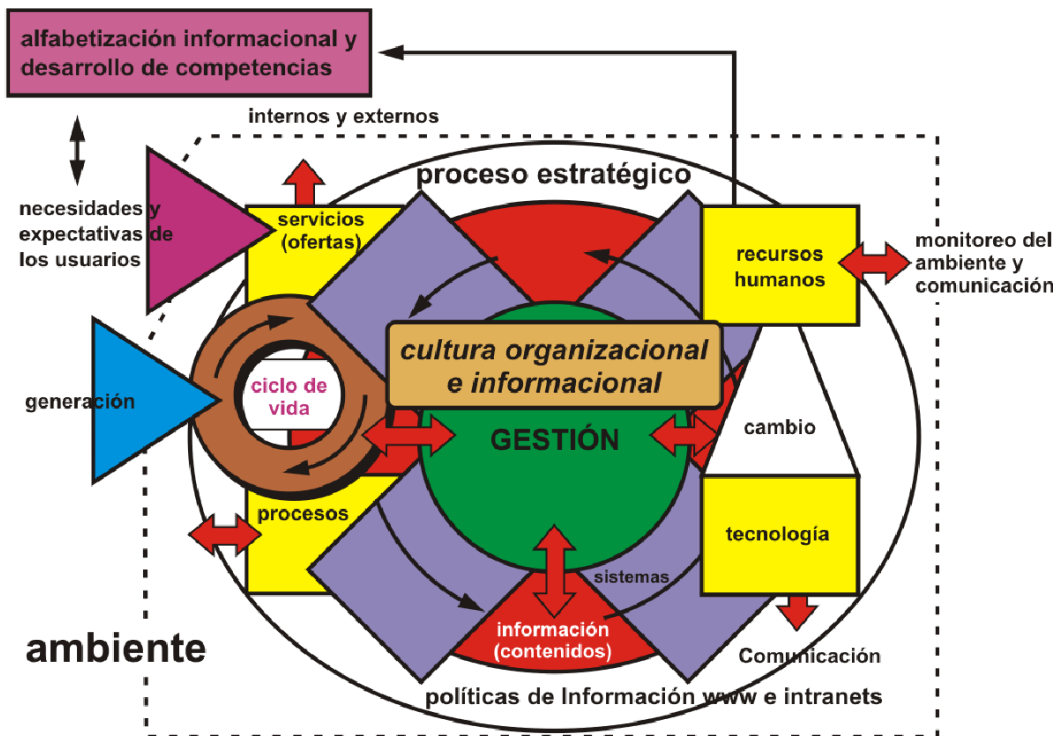 alfabetización informacional y
desarrollo de competencias
internos y externos
proceso estratégico
necesidades y
expectativas de
los usuarios
servicios
(ofertas)
recursos
humanos
monitoreo del
ambiente y
comunicación
cultura organizacional
e informacional
generación
ciclo de
vida
GESTIÓN
cambio
procesos
tecnología
sistemas
información
(contenidos)
ambiente
Comunicación
políticas de Información www e intranets